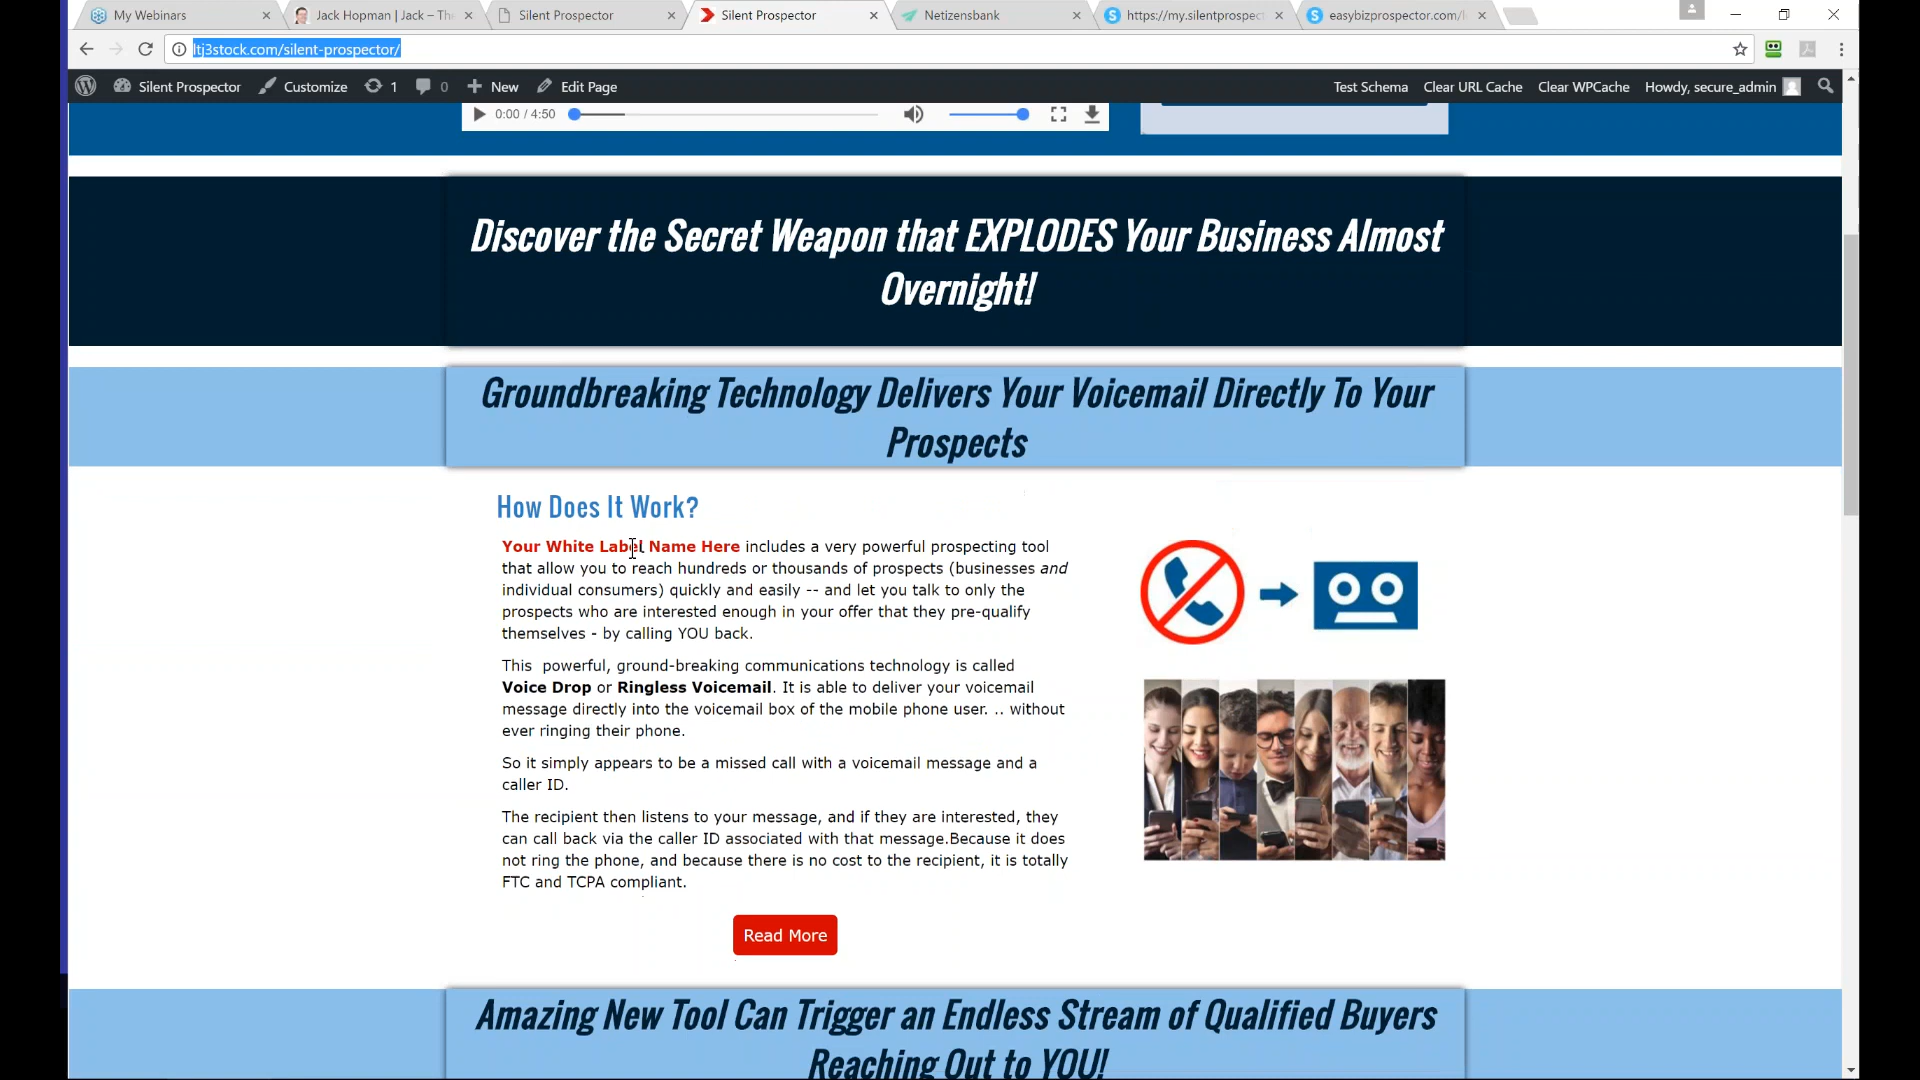 My Webinars
Jack Hopman | Jack – The
Silent Prospector
Silent Prospector
Netizensbank
https://my.silentprospect
easybizprospector.com/
ltj3stock.com/silent-prospector/
Silent Prospector
Customize
1
0
New
Edit Page
Test Schema
Clear URL Cache
Clear WPCache
Howdy, secure_admin
0:00 / 4:50
Discover the Secret Weapon that EXPLODES Your Business Almost
Overnight!
Groundbreaking Technology Delivers Your Voicemail Directly To Your
Prospects
How Does It Work?
Your White Label Name Here includes a very powerful prospecting tool
that allow you to reach hundreds or thousands of prospects (businesses and
individual consumers) quickly and easily -- and let you talk to only the
prospects who are interested enough in your offer that they pre-qualify
themselves - by calling YOU back.
This powerful, ground-breaking communications technology is called
Voice Drop or Ringless Voicemail. It is able to deliver your voicemail
message directly into the voicemail box of the mobile phone user. .. without
ever ringing their phone.
So it simply appears to be a missed call with a voicemail message and a
caller ID.
The recipient then listens to your message, and if they are interested, they
can call back via the caller ID associated with that message.Because it does
not ring the phone, and because there is no cost to the recipient, it is totally
FTC and TCPA compliant.
Read More
Amazing New Tool Can Trigger an Endless Stream of Qualified Buyers
Reaching Out to YOU!